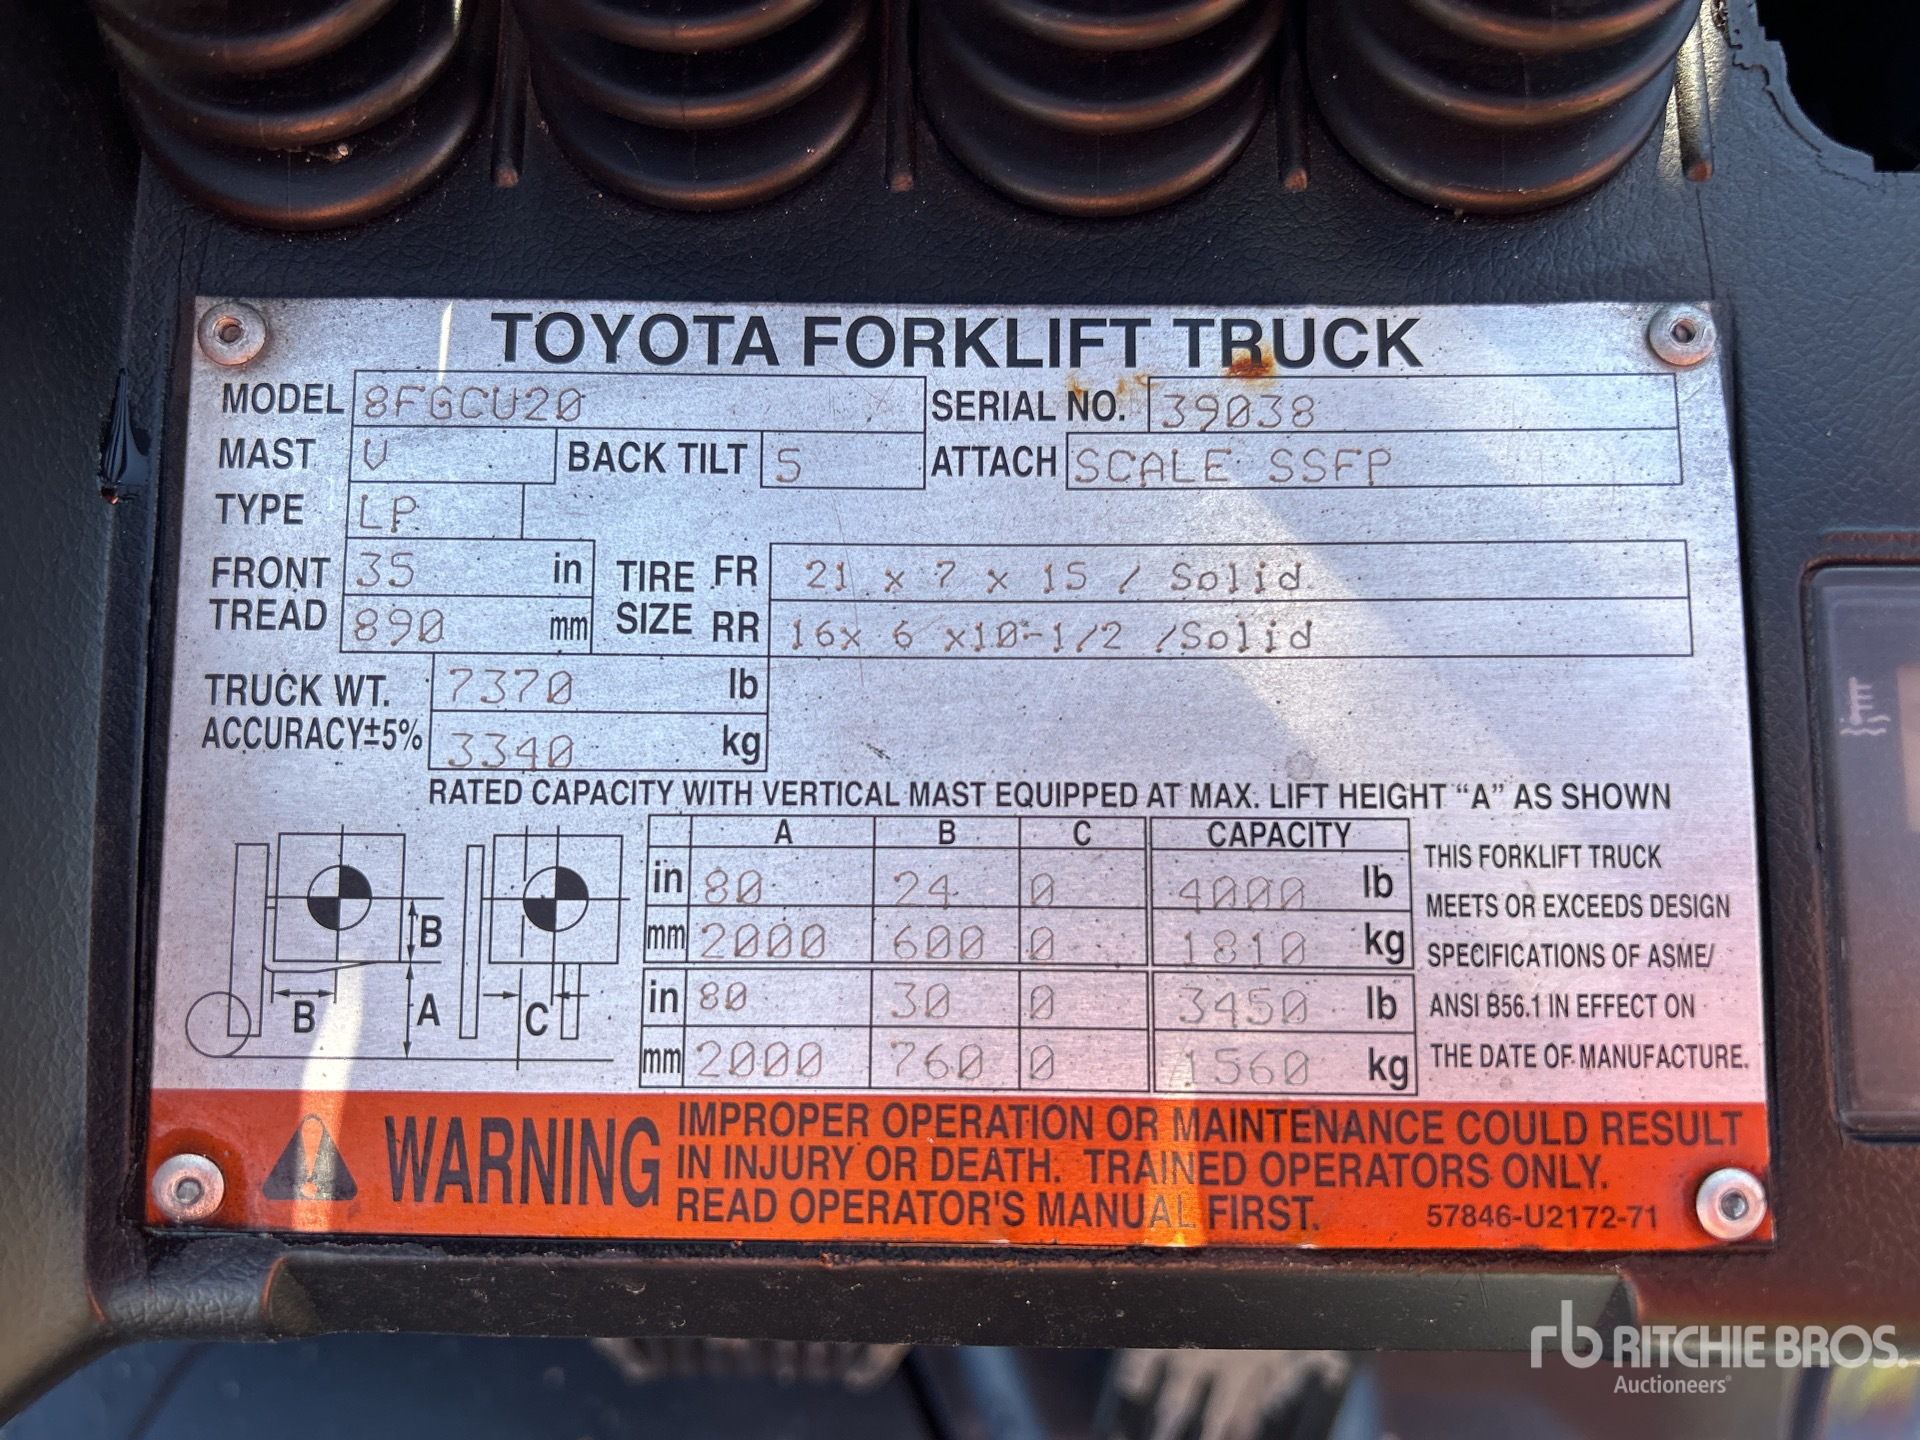 TOYOTA FORKLIFT TRUCK
MODEL 8FGCU20 SERIAL NO. 39038
MAST V BACK TILT 5 ATTACH SCALE SSFP
TYPE LP
FRONT TREAD 35 in TIRE SIZE FR 21 x 7 x 15 / Solid
890 mm RR 16x 6 x10-1/2 /Solid
TRUCK WT. 7370 lb
ACCURACY±5% 3340 kg
RATED CAPACITY WITH VERTICAL MAST EQUIPPED AT MAX. LIFT HEIGHT “A” AS SHOWN
A B C CAPACITY
in 80 24 0 4000 lb
mm 2000 600 0 1810 kg
in 80 30 0 3450 lb
mm 2000 760 0 1560 kg
B
B A C
THIS FORKLIFT TRUCK
MEETS OR EXCEEDS DESIGN
SPECIFICATIONS OF ASME/
ANSI B56.1 IN EFFECT ON
THE DATE OF MANUFACTURE.
WARNING
IMPROPER OPERATION OR MAINTENANCE COULD RESULT
IN INJURY OR DEATH. TRAINED OPERATORS ONLY.
READ OPERATOR'S MANUAL FIRST. 57846-U2172-71
rb RITCHIE BROS.
Auctioneers